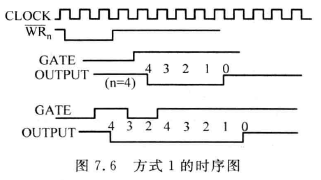 CLOCK
WRn
GATE
OUTPUT
(n=4) 4 3 2 1 0
GATE
OUTPUT 4 3 2 4 3 2 1 0
图 7.6 方式 1 的时序图